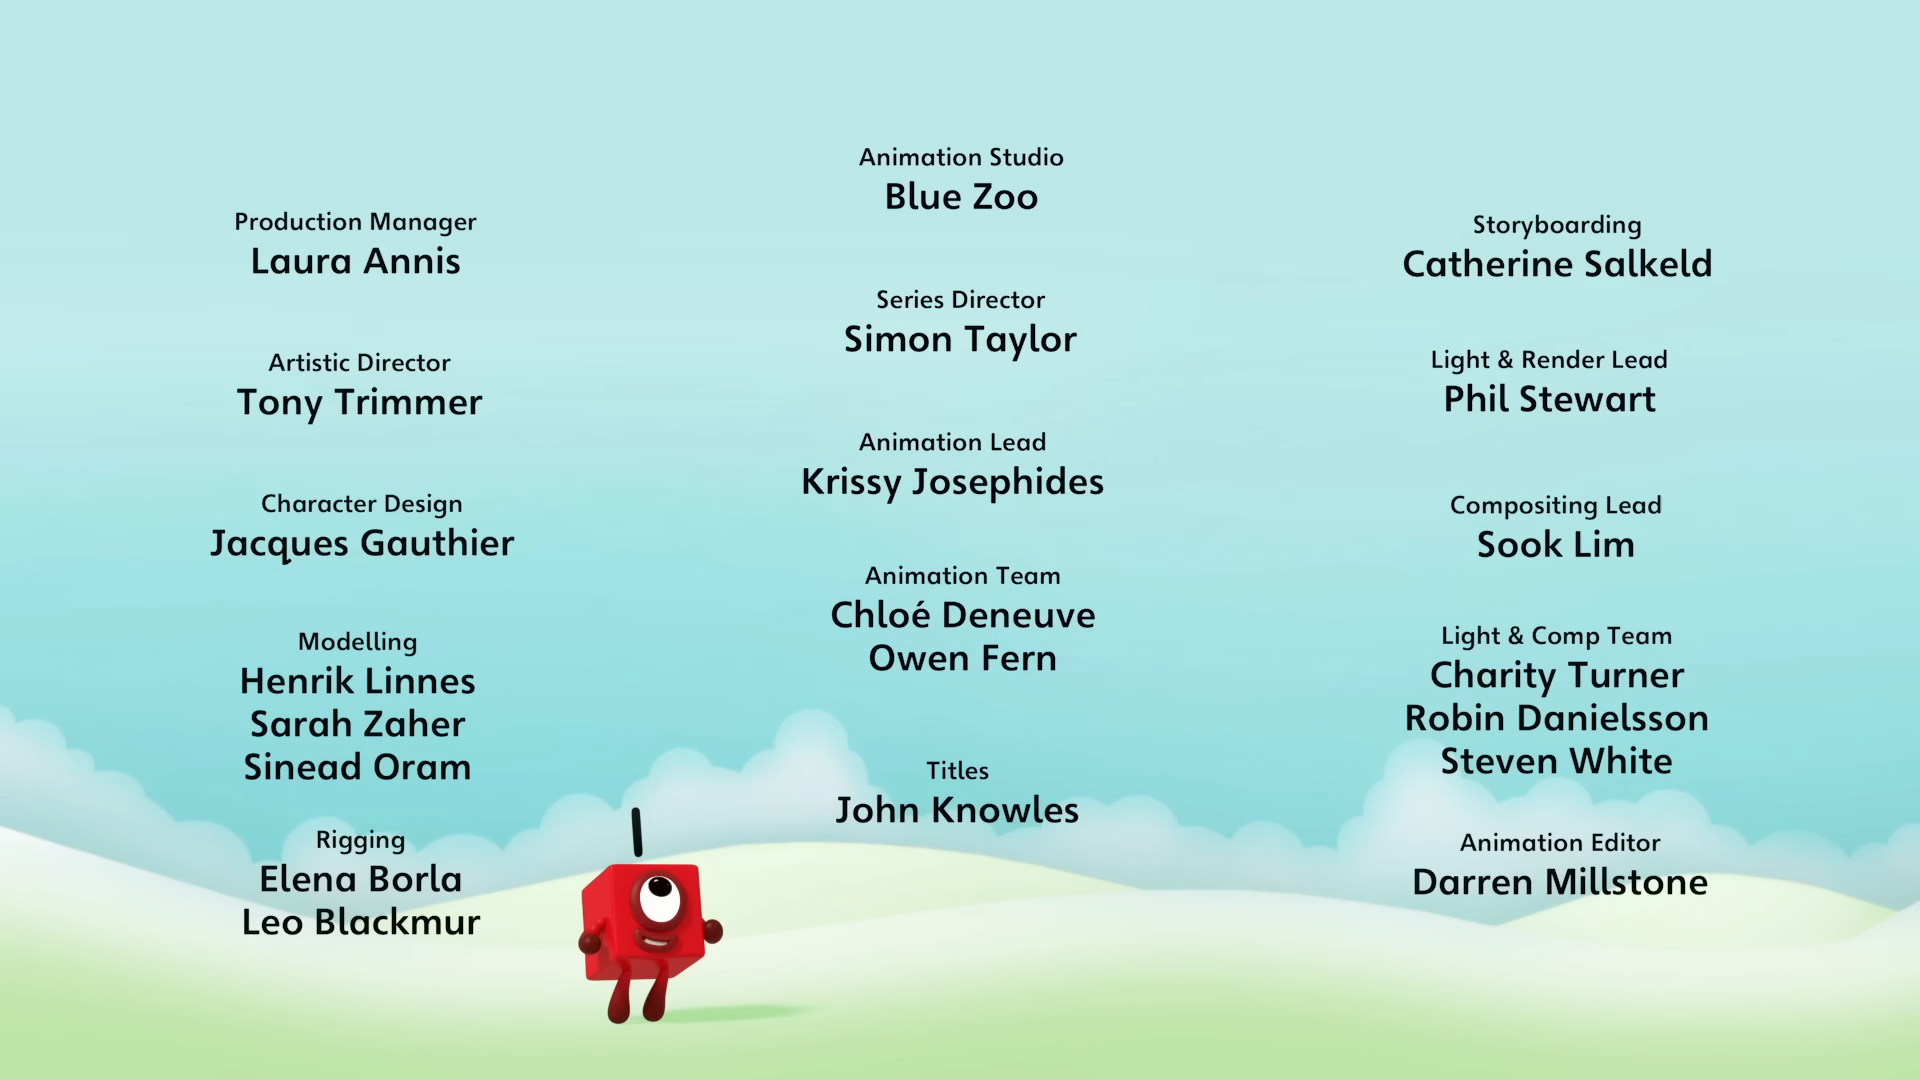 Production Manager
Laura Annis
Artistic Director
Tony Trimmer
Character Design
Jacques Gauthier
Modelling
Henrik Linnes
Sarah Zaher
Sinead Oram
Rigging
Elena Borla
Leo Blackmur
Animation Studio
Blue Zoo
Series Director
Simon Taylor
Animation Lead
Krissy Josephides
Animation Team
Chloé Deneuve
Owen Fern
Titles
John Knowles
Storyboarding
Catherine Salkeld
Light & Render Lead
Phil Stewart
Compositing Lead
Sook Lim
Light & Comp Team
Charity Turner
Robin Danielsson
Steven White
Animation Editor
Darren Millstone